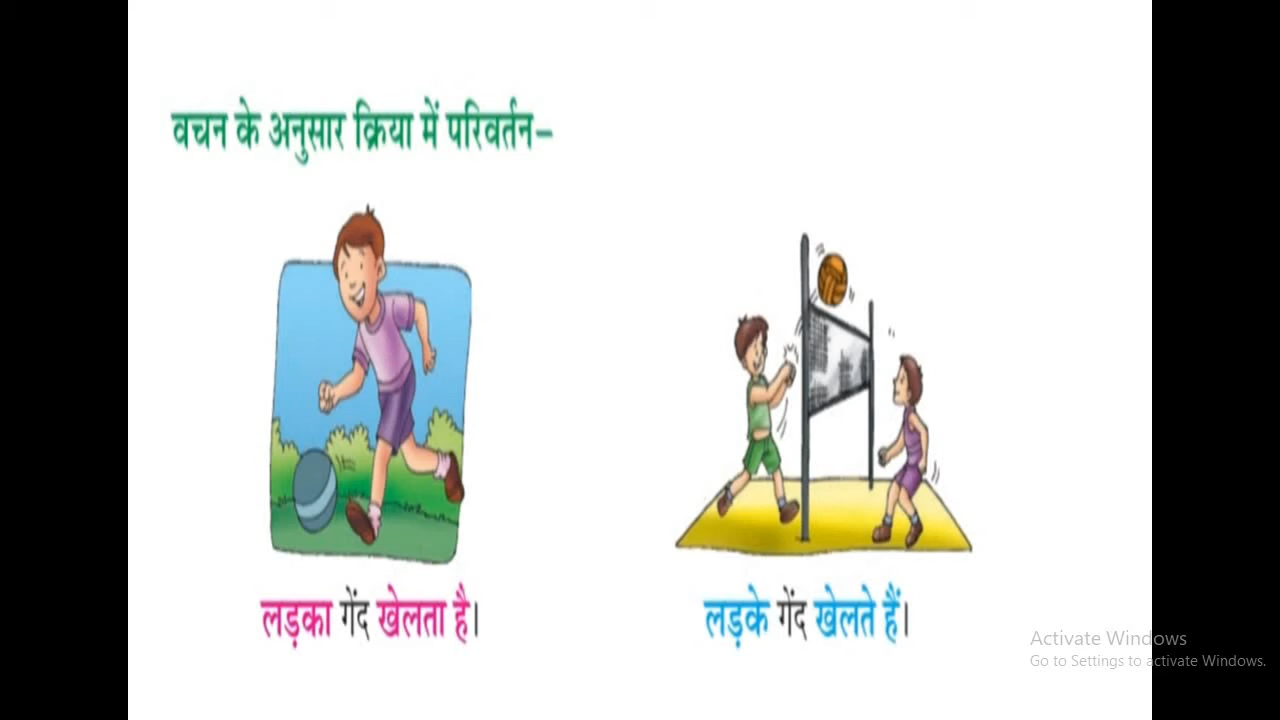 वचन के अनुसार क्रिया में परिवर्तन–
लड़का गेंद खेलता है।
लड़के गेंद खेलते हैं।
Activate Windows
Go to Settings to activate Windows.